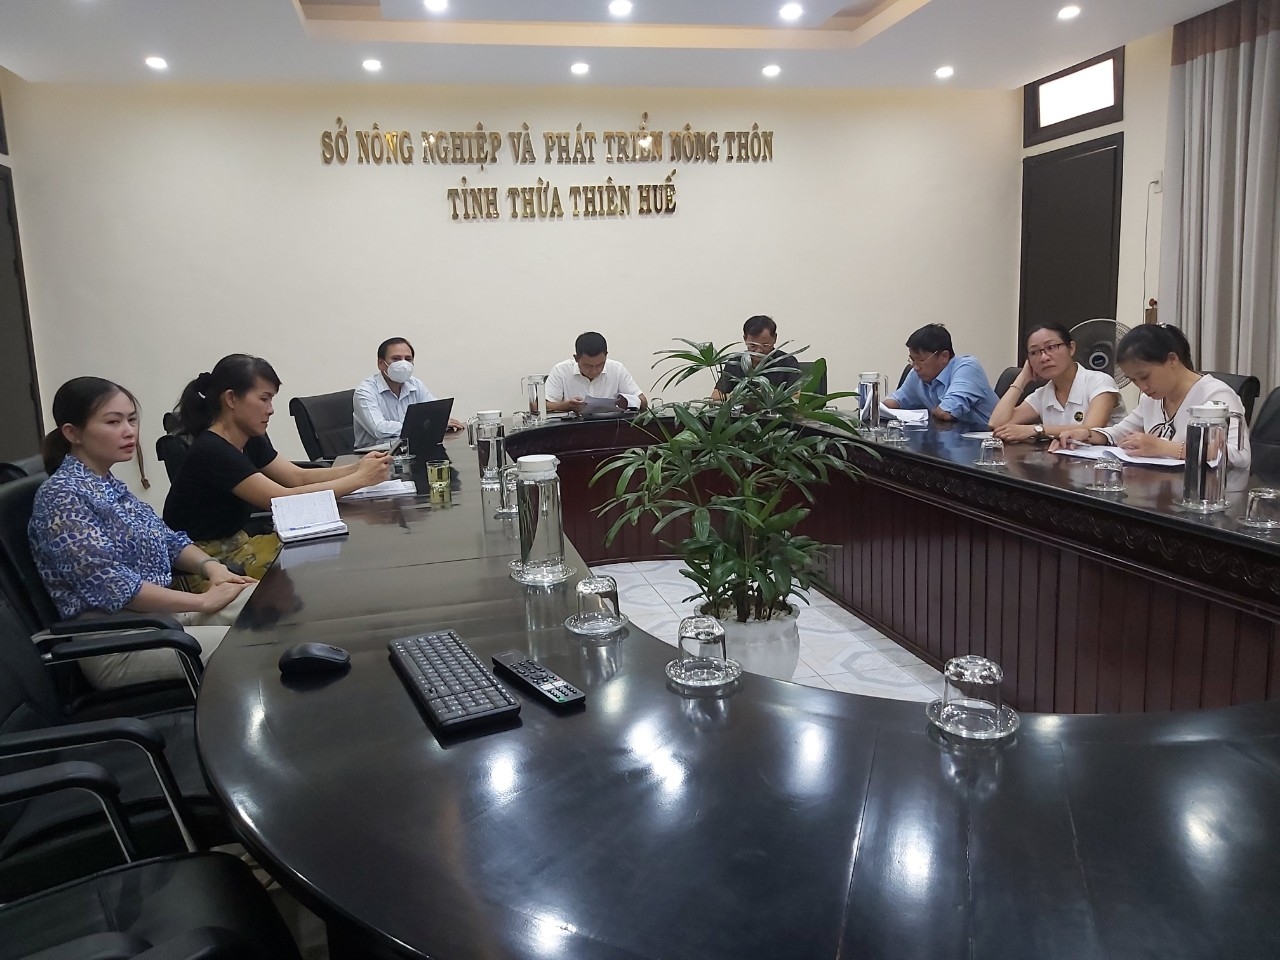 SỞ NÔNG NGHIỆP VÀ PHÁT TRIỂN NÔNG THÔN
TỈNH THỪA THIÊN HUẾ